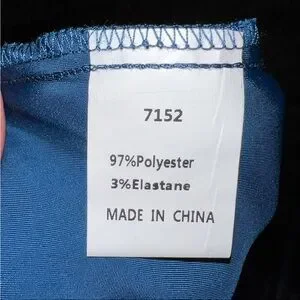 7152
97%Polyester
3%Elastane
MADE IN CHINA